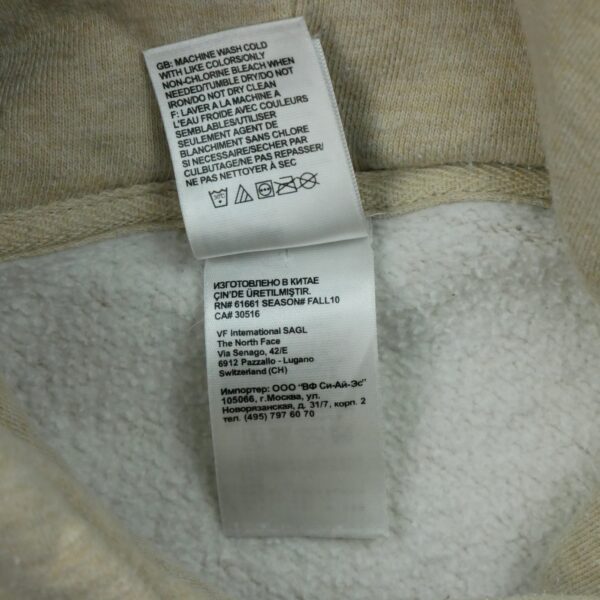 GB: MACHINE WASH COLD
WITH LIKE COLORS/ONLY
NON-CHLORINE BLEACH WHEN
NEEDED/TUMBLE DRY/DO NOT
IRON/DO NOT DRY CLEAN
F: LAVER A LA MACHINE A
L'EAU FROIDE AVEC COULEURS
SEMBLABLES/UTILISER
SEULEMENT AGENT DE
BLANCHIMENT SANS CHLORE
SI NECESSAIRE/SECHER PAR
CULBUTAGE/NE PAS REPASSER/
NE PAS NETTOYER À SEC
30°C
ИЗГОТОВЛЕНО В КИТАЕ
ÇIN'DE ÜRETILMIŞTIR.
RN# 61661 SEASON# FALL10
CA# 30516
VF International SAGL
The North Face
Via Senago, 42/E
6912 Pazzallo - Lugano
Switzerland (CH)
Импортер: ООО "ВФ Си-Ай-Эс"
105066, г.Москва, ул.
Новорязанская, д. 31/7, корп. 2
тел. (495) 797 60 70